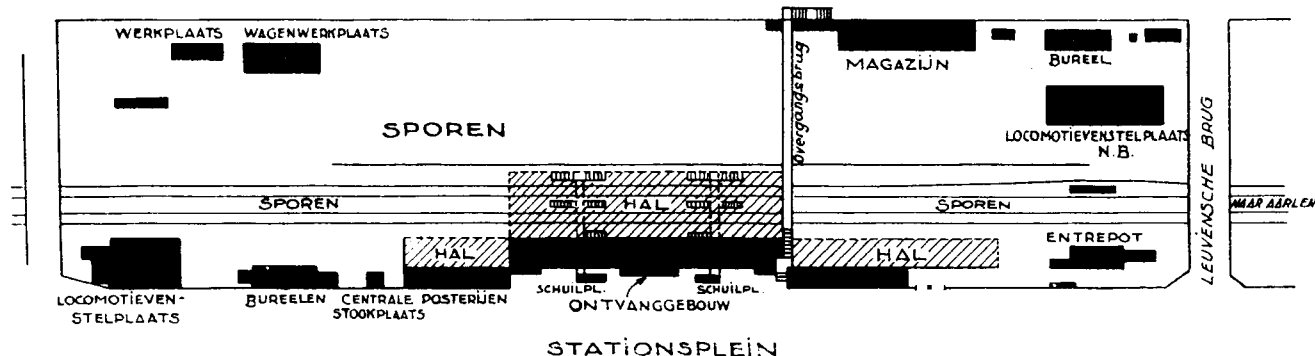 WERKPLAATS
WAGENWERKPLAATS
MAGAZIJN
BUREEL
Overgangsbrug
SPOREN
LOCOMOTIEVENSTELPLAATS
N.B.
LEUVENSCHE BRUG
SPOREN
HAL
SPOREN
NAAR AARLEN
HAL
HAL
ENTREPOT
LOCOMOTIEVEN-
STELPLAATS
BUREELEN
CENTRALE
STOOKPLAATS
POSTERIJEN
SCHUILPL.
ONTVANGGEBOUW
SCHUILPL.
STATIONSPLEIN